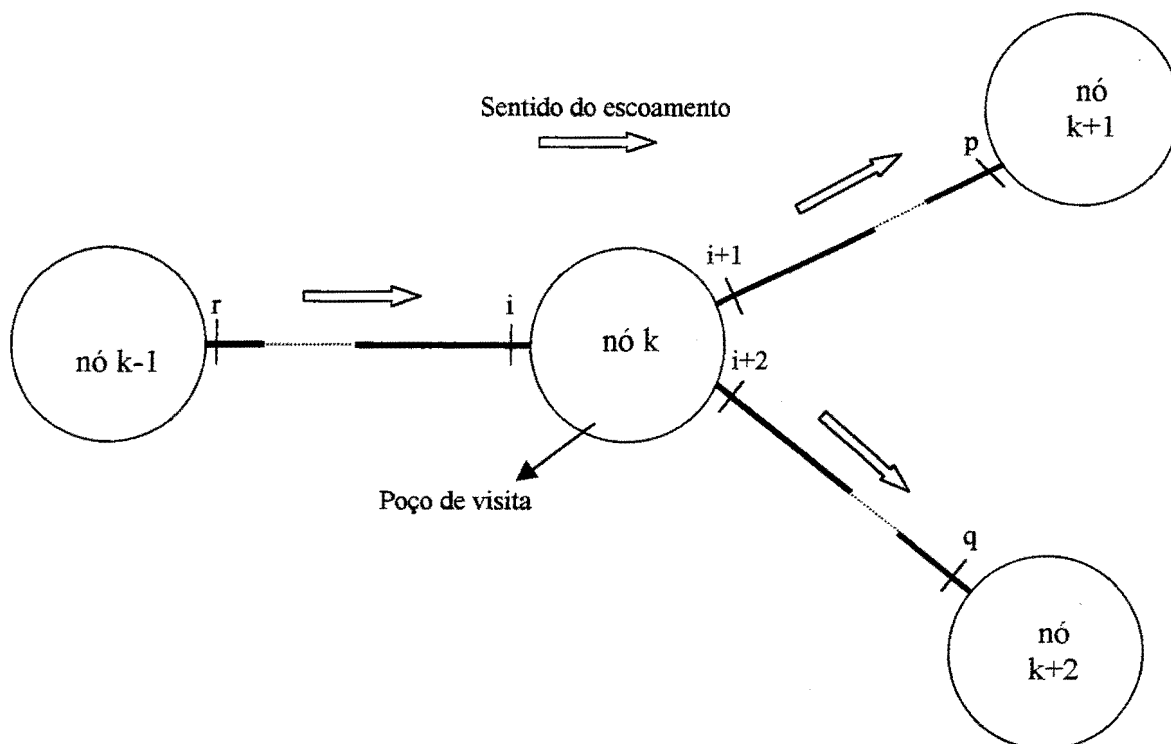 Sentido do escoamento
nó
k+1
p
i+1
r
i
nó k-1
nó k
i+2
Poço de visita
q
nó
k+2